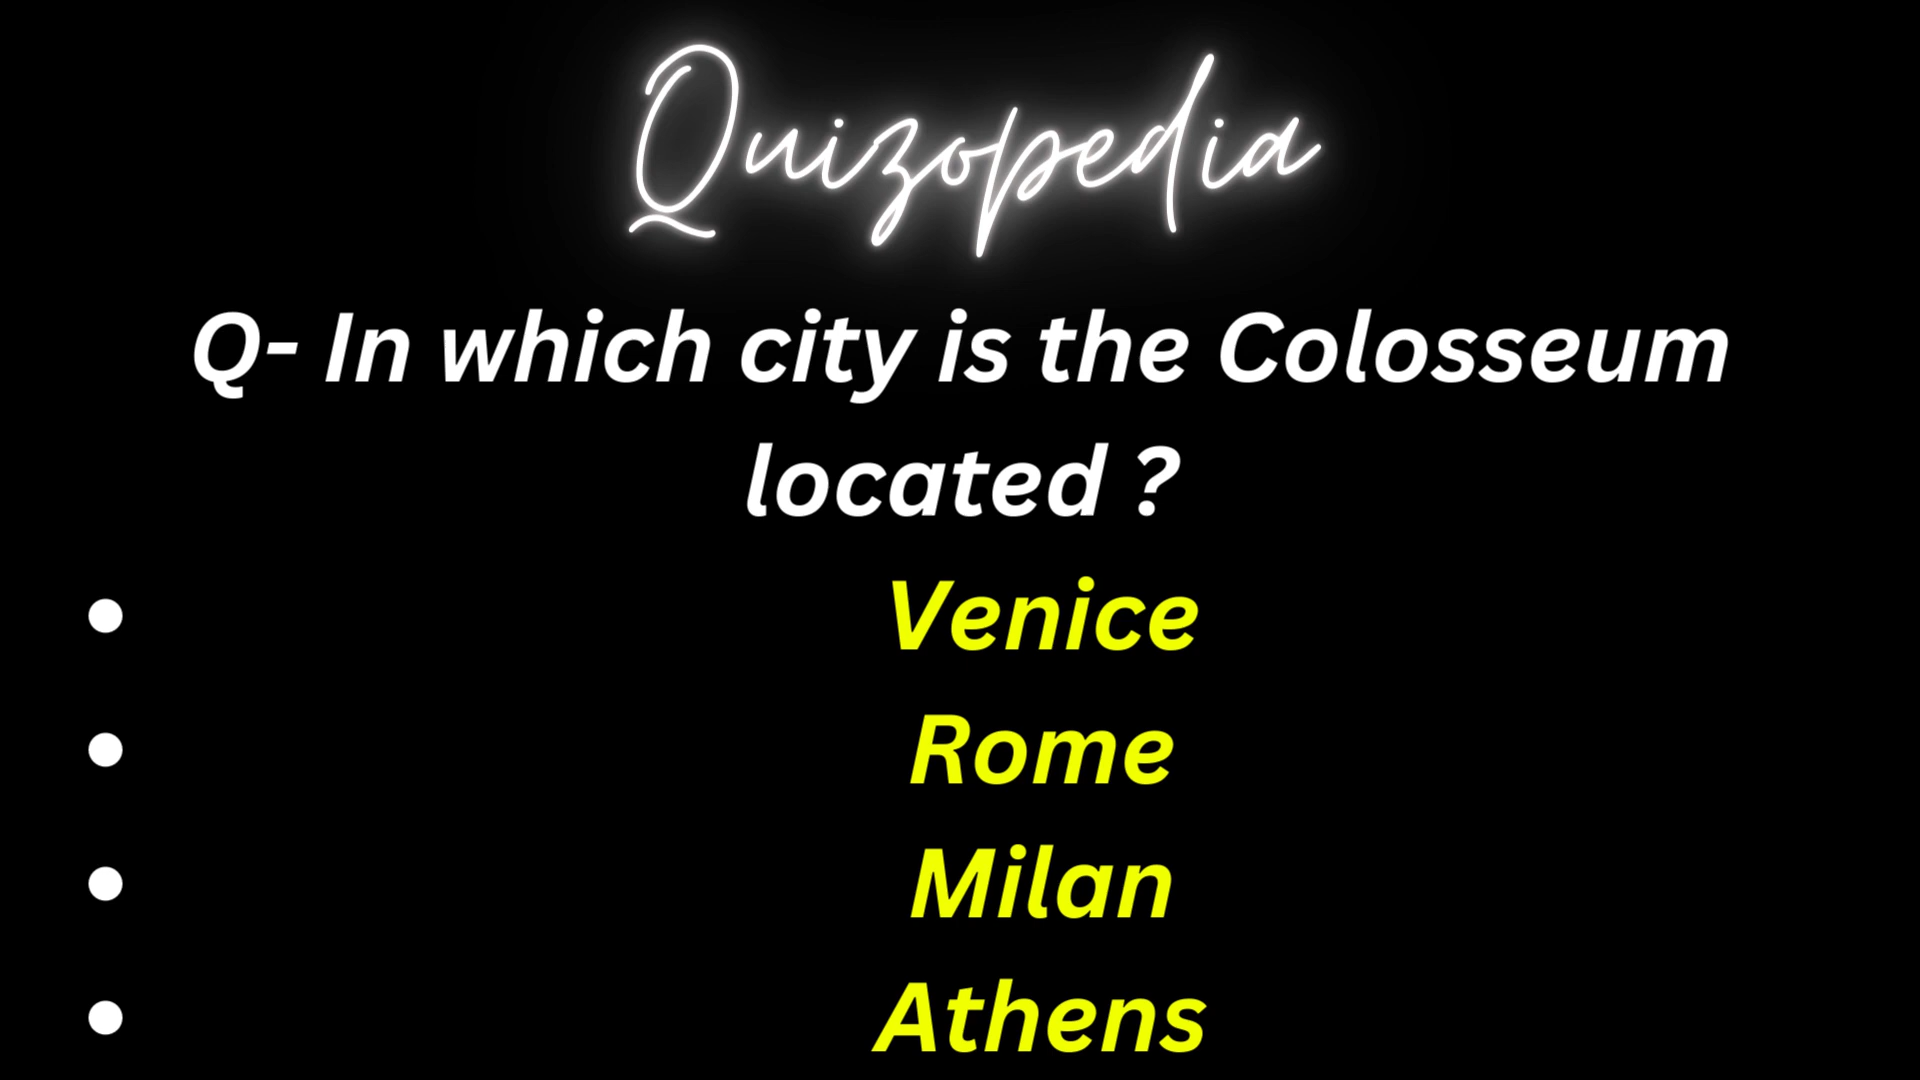 Quizopedia
Q- In which city is the Colosseum
located ?
Venice
Rome
Milan
Athens